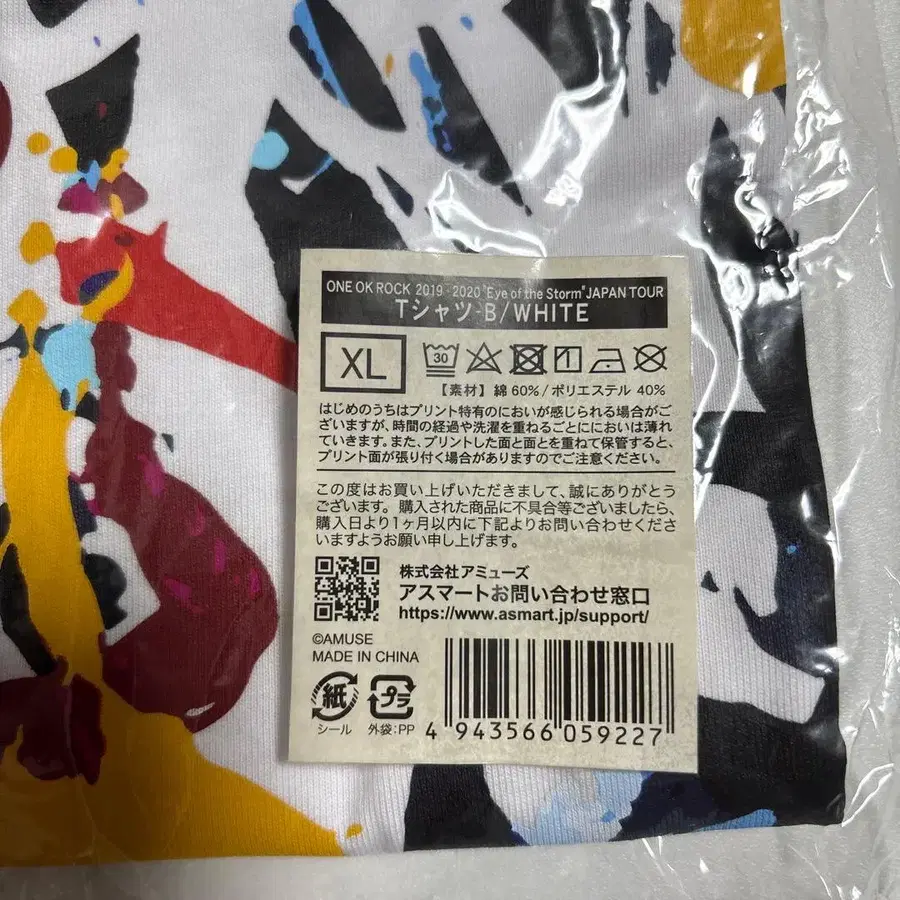 ONE OK ROCK 2019 - 2020 "Eye of the Storm" JAPAN TOUR
Tシャツ-B/WHITE
XL
30
【素材】 綿 60% / ポリエステル 40%
はじめのうちはプリント特有のにおいが感じられる場合がご
ざいますが、時間の経過や洗濯を重ねるごとににおいは薄れ
ていきます。また、プリントした面と面とを重ねて保管すると、
プリント面が張り付く場合がありますのでご注意ください。
この度はお買い上げいただきまして、誠にありがとう
ございます。購入された商品に不具合等ございましたら、
購入日より1ヶ月以内に下記よりお問い合わせくださ
いますようお願い申し上げます。
株式会社アミューズ
アスマートお問い合わせ窓口
https://www.asmart.jp/support/
©AMUSE
MADE IN CHINA
紙
シール
プラ
外袋:PP
4 943566 059227